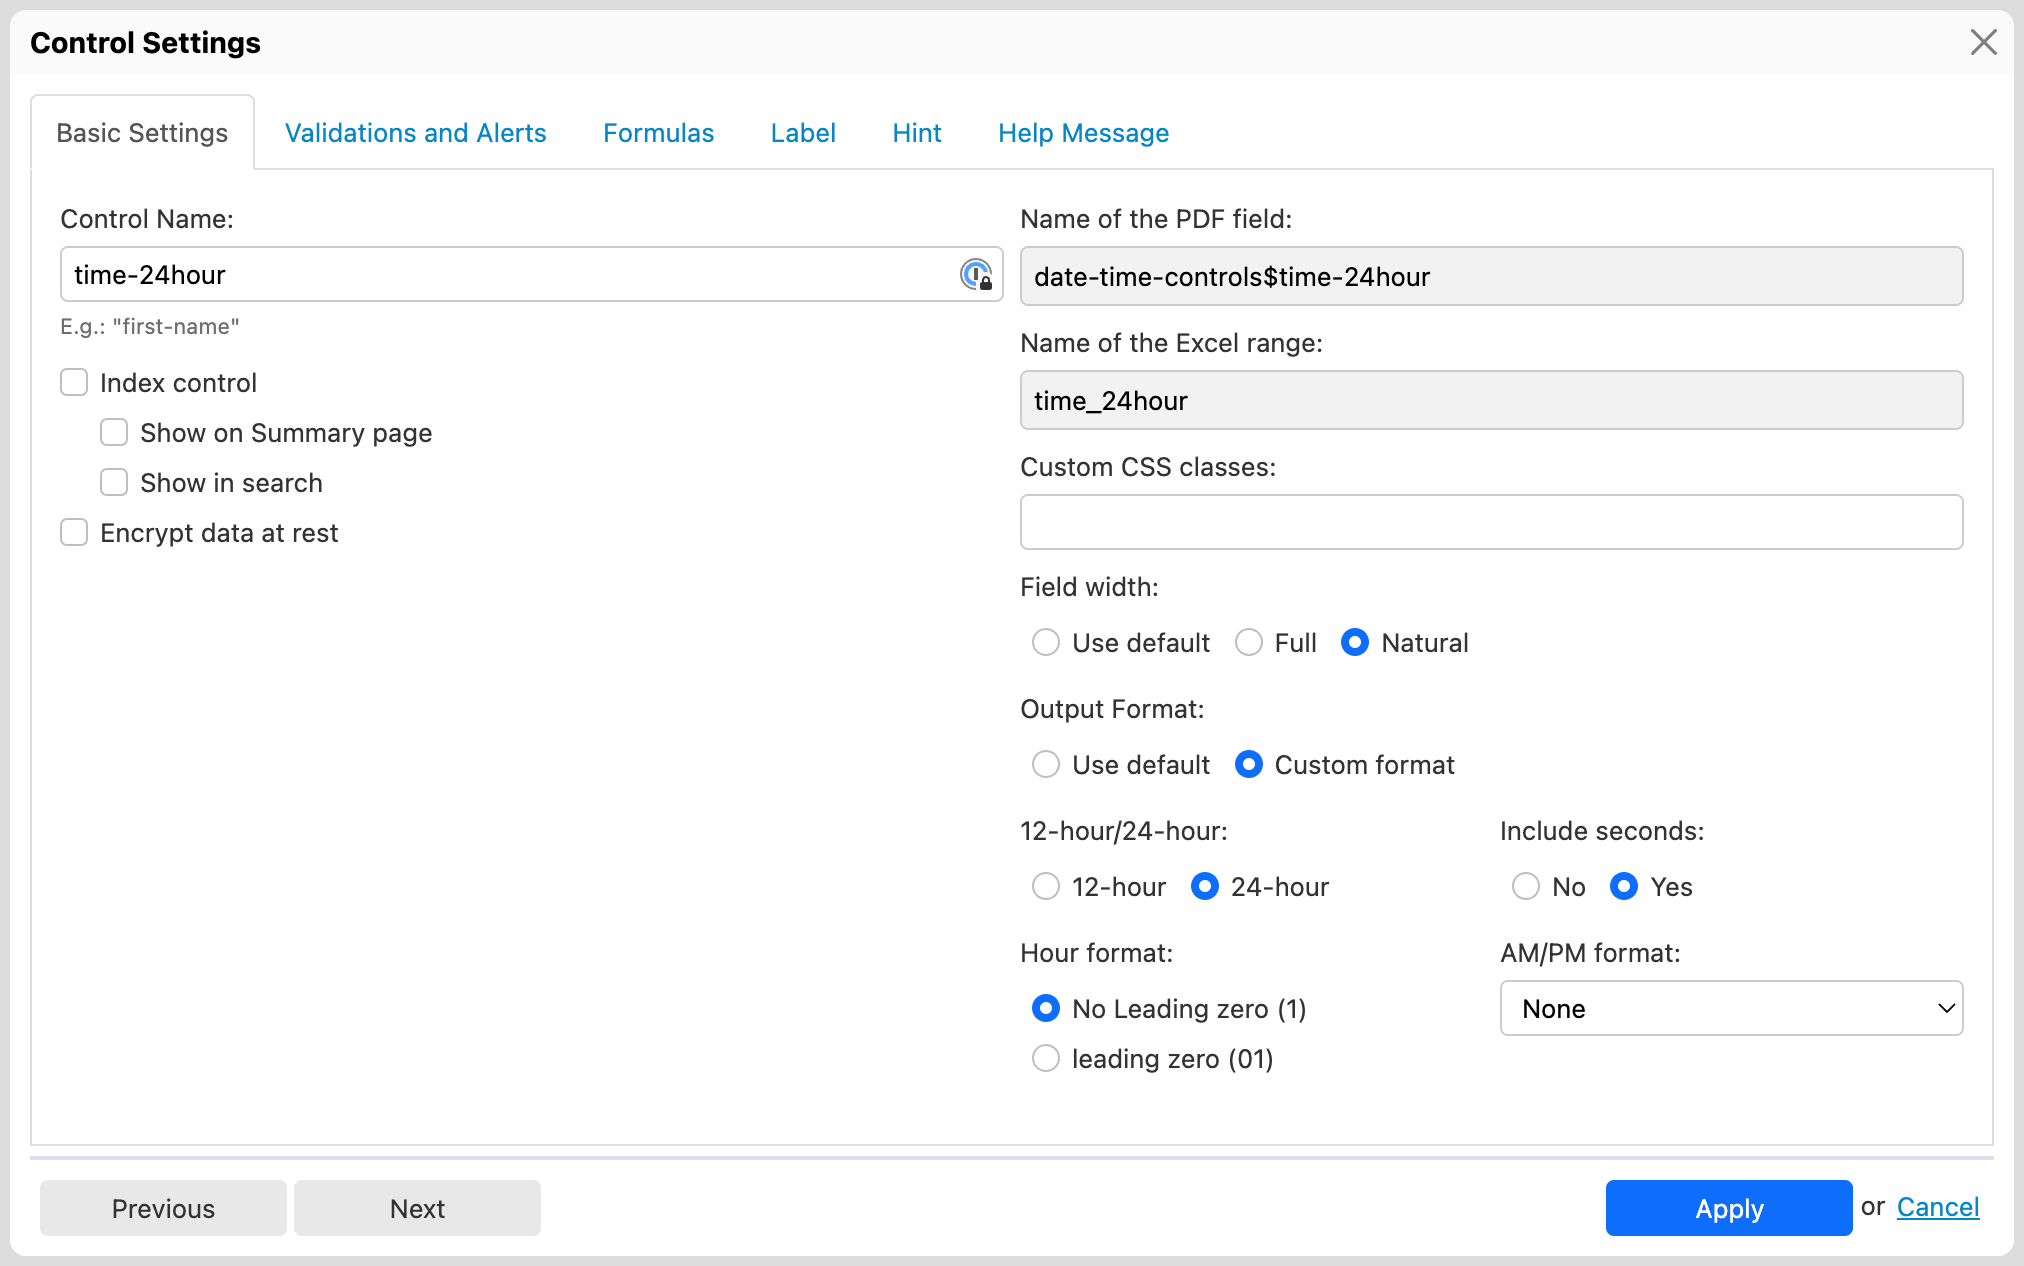 Control Settings
Basic Settings
Validations and Alerts
Formulas
Label
Hint
Help Message
Control Name:
time-24hour
E.g.: "first-name"
Index control
Show on Summary page
Show in search
Encrypt data at rest
Name of the PDF field:
date-time-controls$time-24hour
Name of the Excel range:
time_24hour
Custom CSS classes:
Field width:
Use default
Full
Natural
Output Format:
Use default
Custom format
12-hour/24-hour:
12-hour
24-hour
Include seconds:
No
Yes
Hour format:
No Leading zero (1)
leading zero (01)
AM/PM format:
None
Previous
Next
Apply
or
Cancel